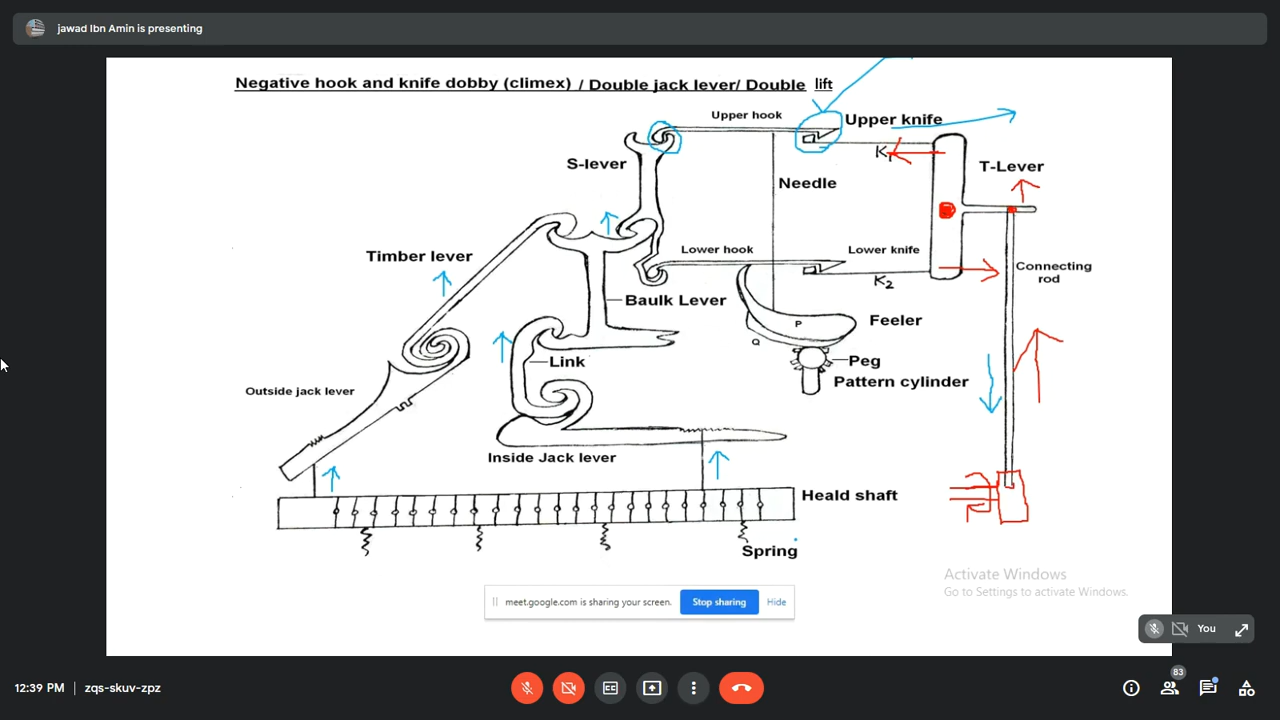 jawad Ibn Amin is presenting
Negative hook and knife dobby (climex) / Double jack lever/ Double lift
Upper hook
Upper knife
S-lever
K1
T-Lever
Needle
Timber lever
Lower hook
Lower knife
Connecting
rod
K2
Baulk Lever
P
Feeler
Q
Link
Peg
Pattern cylinder
Outside jack lever
Inside Jack lever
Heald shaft
Spring
Activate Windows
Go to Settings to activate Windows.
meet.google.com is sharing your screen.
Stop sharing
Hide
You
12:39 PM | zqs-skuv-zpz
CC
83